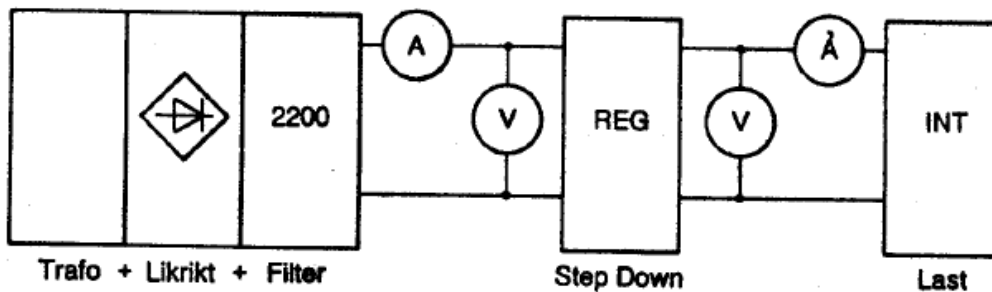 A
Å
2200
V
REG
V
INT
Trafo + Likrikt + Filter
Step Down
Last